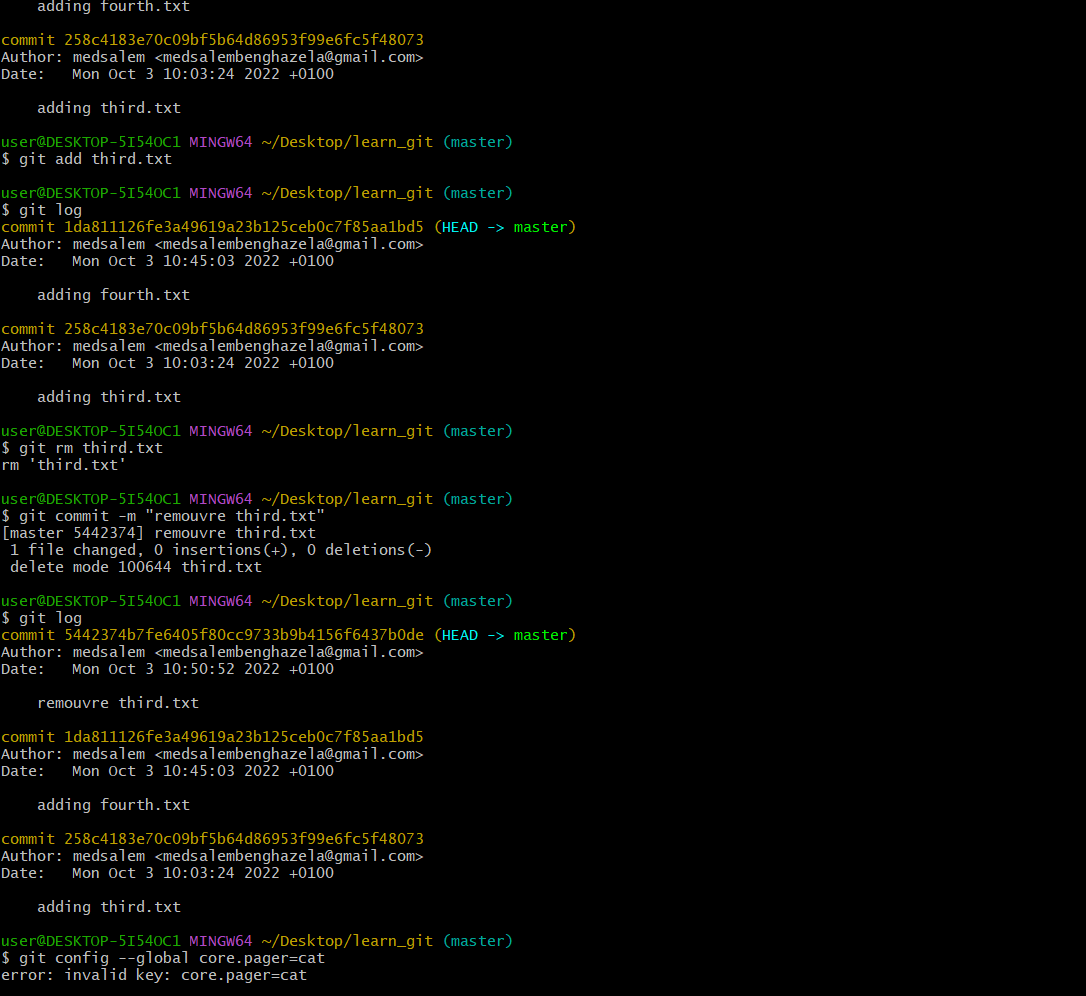 adding fourth.txt

commit 258c4183e70c09bf5b64d86953f99e6fc5f48073
Author: medsalem <medsalembenghazela@gmail.com>
Date:   Mon Oct 3 10:03:24 2022 +0100

    adding third.txt

user@DESKTOP-5I54OC1 MINGW64 ~/Desktop/learn_git (master)
$ git add third.txt

user@DESKTOP-5I54OC1 MINGW64 ~/Desktop/learn_git (master)
$ git log
commit 1da811126fe3a49619a23b125ceb0c7f85aa1bd5 (HEAD -> master)
Author: medsalem <medsalembenghazela@gmail.com>
Date:   Mon Oct 3 10:45:03 2022 +0100

    adding fourth.txt

commit 258c4183e70c09bf5b64d86953f99e6fc5f48073
Author: medsalem <medsalembenghazela@gmail.com>
Date:   Mon Oct 3 10:03:24 2022 +0100

    adding third.txt

user@DESKTOP-5I54OC1 MINGW64 ~/Desktop/learn_git (master)
$ git rm third.txt
rm 'third.txt'

user@DESKTOP-5I54OC1 MINGW64 ~/Desktop/learn_git (master)
$ git commit -m "remouvre third.txt"
[master 5442374] remouvre third.txt
 1 file changed, 0 insertions(+), 0 deletions(-)
 delete mode 100644 third.txt

user@DESKTOP-5I54OC1 MINGW64 ~/Desktop/learn_git (master)
$ git log
commit 5442374b7fe6405f80cc9733b9b4156f6437b0de (HEAD -> master)
Author: medsalem <medsalembenghazela@gmail.com>
Date:   Mon Oct 3 10:50:52 2022 +0100

    remouvre third.txt

commit 1da811126fe3a49619a23b125ceb0c7f85aa1bd5
Author: medsalem <medsalembenghazela@gmail.com>
Date:   Mon Oct 3 10:45:03 2022 +0100

    adding fourth.txt

commit 258c4183e70c09bf5b64d86953f99e6fc5f48073
Author: medsalem <medsalembenghazela@gmail.com>
Date:   Mon Oct 3 10:03:24 2022 +0100

    adding third.txt

user@DESKTOP-5I54OC1 MINGW64 ~/Desktop/learn_git (master)
$ git config --global core.pager=cat
error: invalid key: core.pager=cat